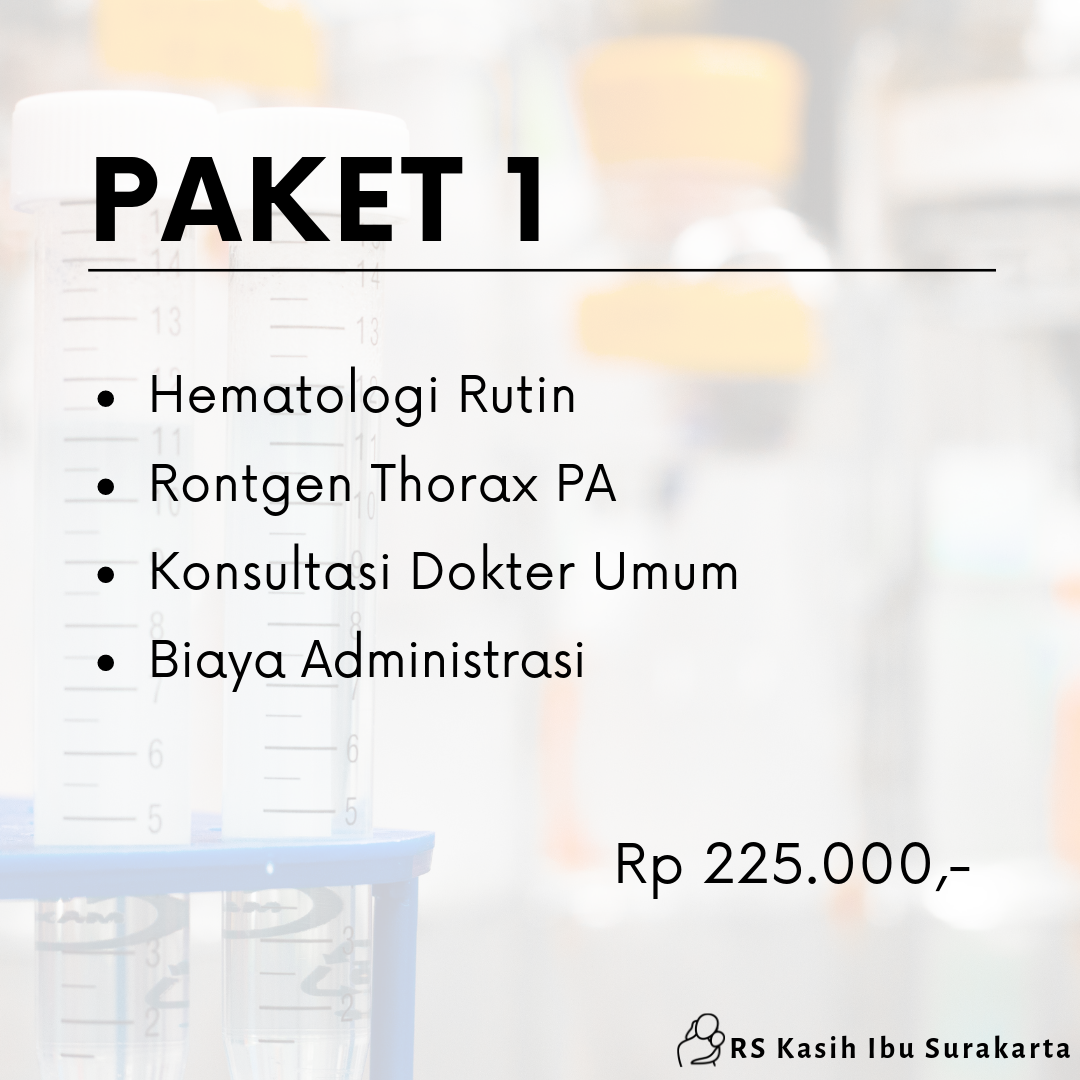 PAKET 1
• Hematologi Rutin
• Rontgen Thorax PA
• Konsultasi Dokter Umum
• Biaya Administrasi
Rp 225.000,-
RS Kasih Ibu Surakarta